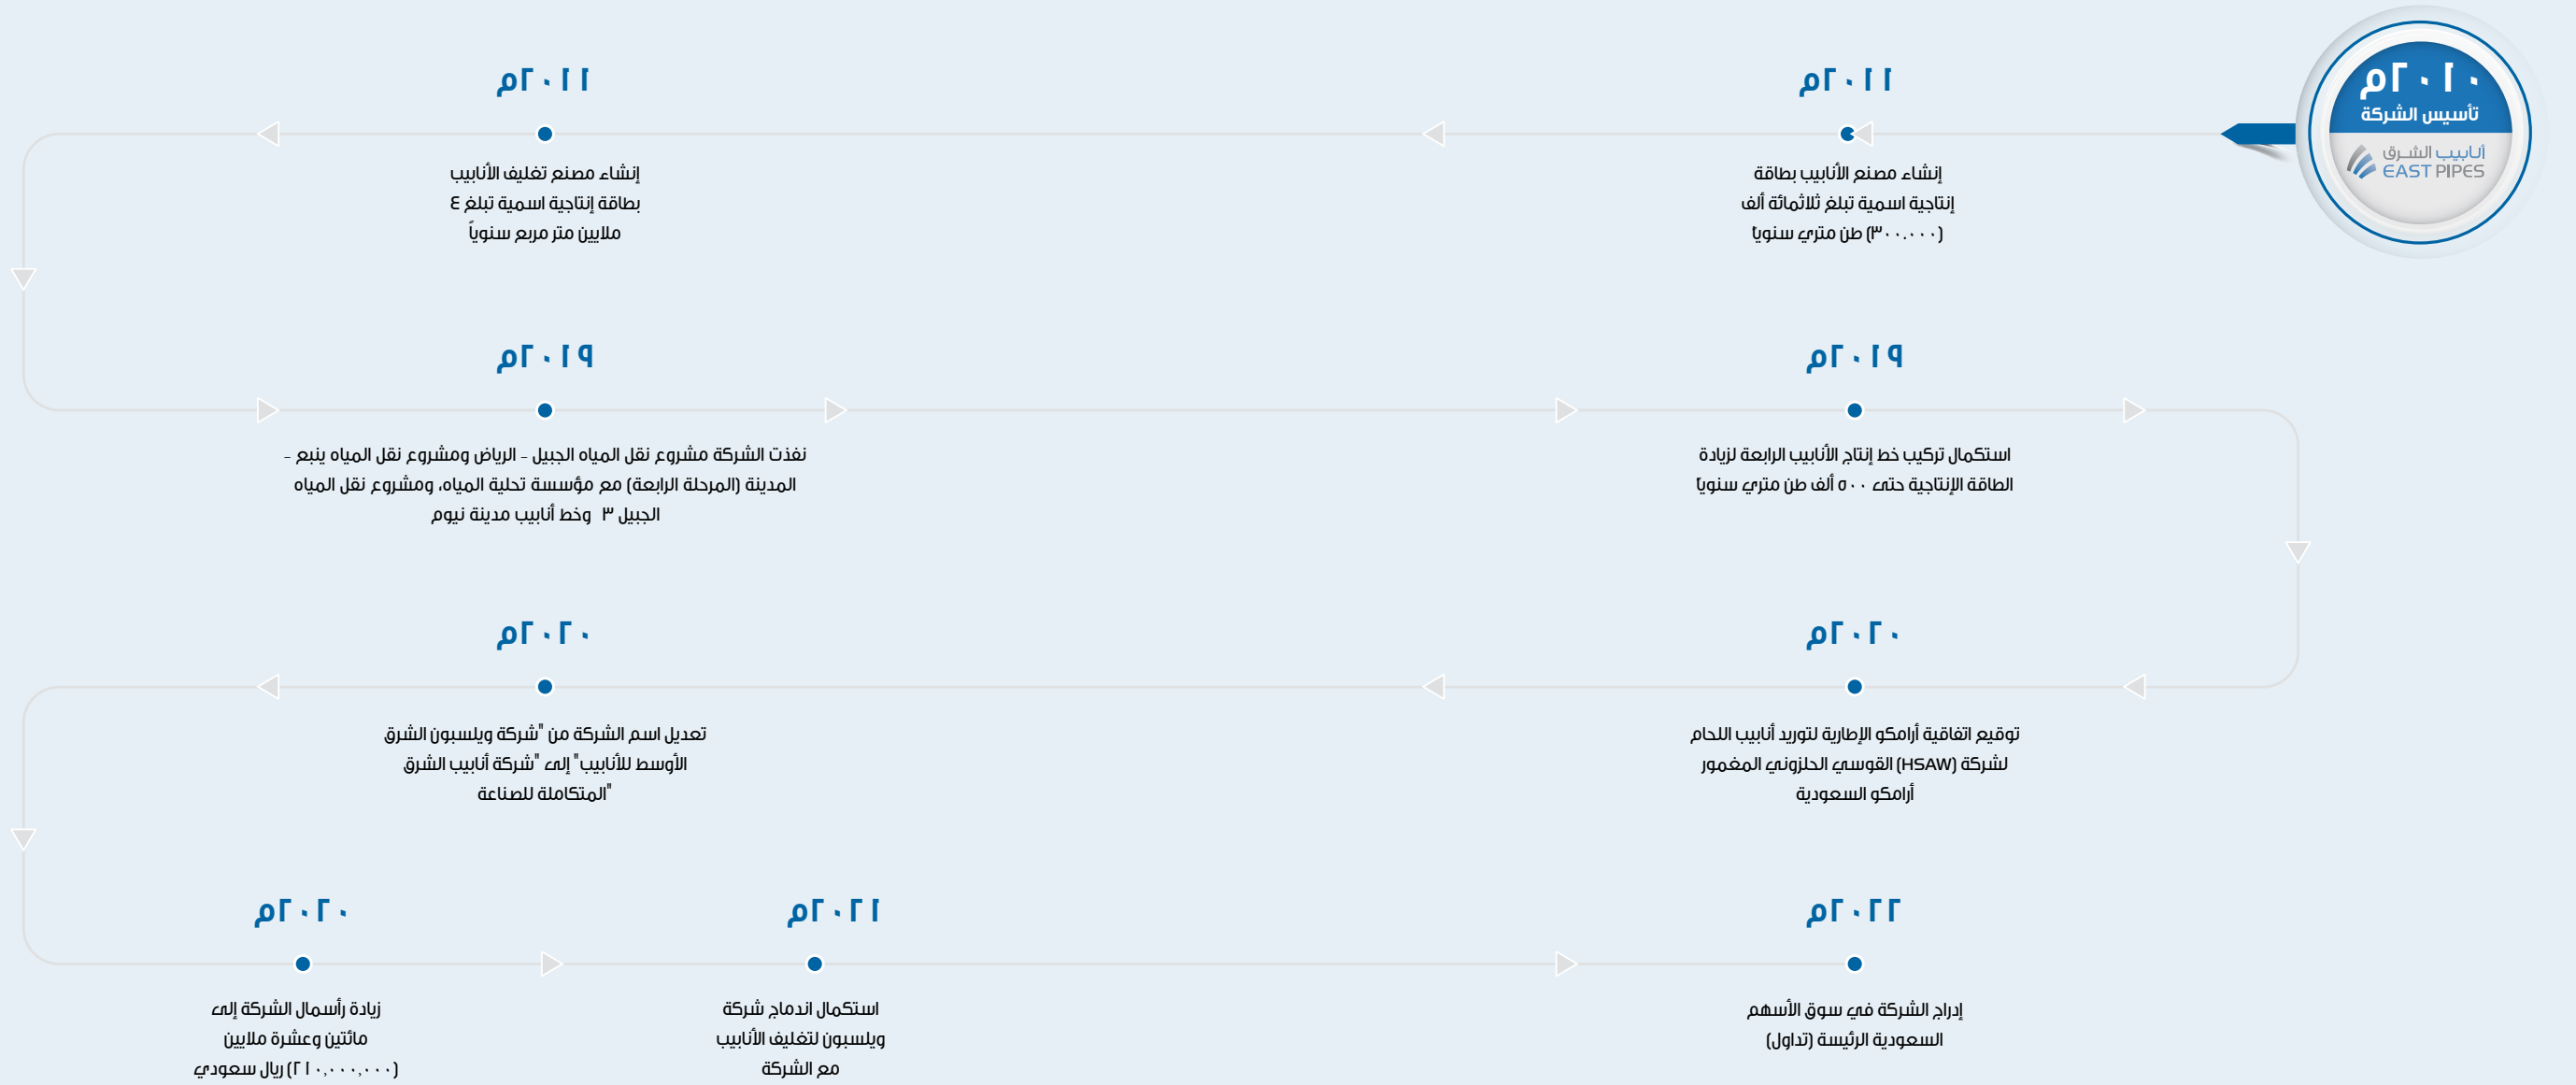 ٢٠١٠م
تأسيس الشركة
أنابيب الشرق
EAST PIPES
٢٠١١م
إنشاء مصنع الأنابيب بطاقة
إنتاجية اسمية تبلغ ثلاثمائة ألف
(٣٠٠.٠٠٠) طن متري سنويا
٢٠١١م
إنشاء مصنع تغليف الأنابيب
بطاقة إنتاجية اسمية تبلغ ٤
ملايين متر مربع سنوياً
٢٠١٩م
نفذت الشركة مشروع نقل المياه الجبيل - الرياض ومشروع نقل المياه ينبع -
المدينة (المرحلة الرابعة) مع مؤسسة تحلية المياه، ومشروع نقل المياه
الجبيل ٣ وخط أنابيب مدينة نيوم
٢٠١٩م
استكمال تركيب خط إنتاج الأنابيب الرابعة لزيادة
الطاقة الإنتاجية حتى ٥٠٠ ألف طن متري سنويا
٢٠٢٠م
توقيع اتفاقية أرامكو الإطارية لتوريد أنابيب اللحام
لشركة (HSAW) القوسي الحلزوني المغمور
أرامكو السعودية
٢٠٢٠م
تعديل اسم الشركة من "شركة ويلسبون الشرق
الأوسط للأنابيب" إلى "شركة أنابيب الشرق
"المتكاملة للصناعة
٢٠٢٠م
زيادة رأسمال الشركة إلى
مائتين وعشرة ملايين
(٢١٠,٠٠٠,٠٠٠) ريال سعودي
٢٠٢١م
استكمال اندماج شركة
ويلسبون لتغليف الأنابيب
مع الشركة
٢٠٢٢م
إدراج الشركة في سوق الأسهم
السعودية الرئيسة (تداول)